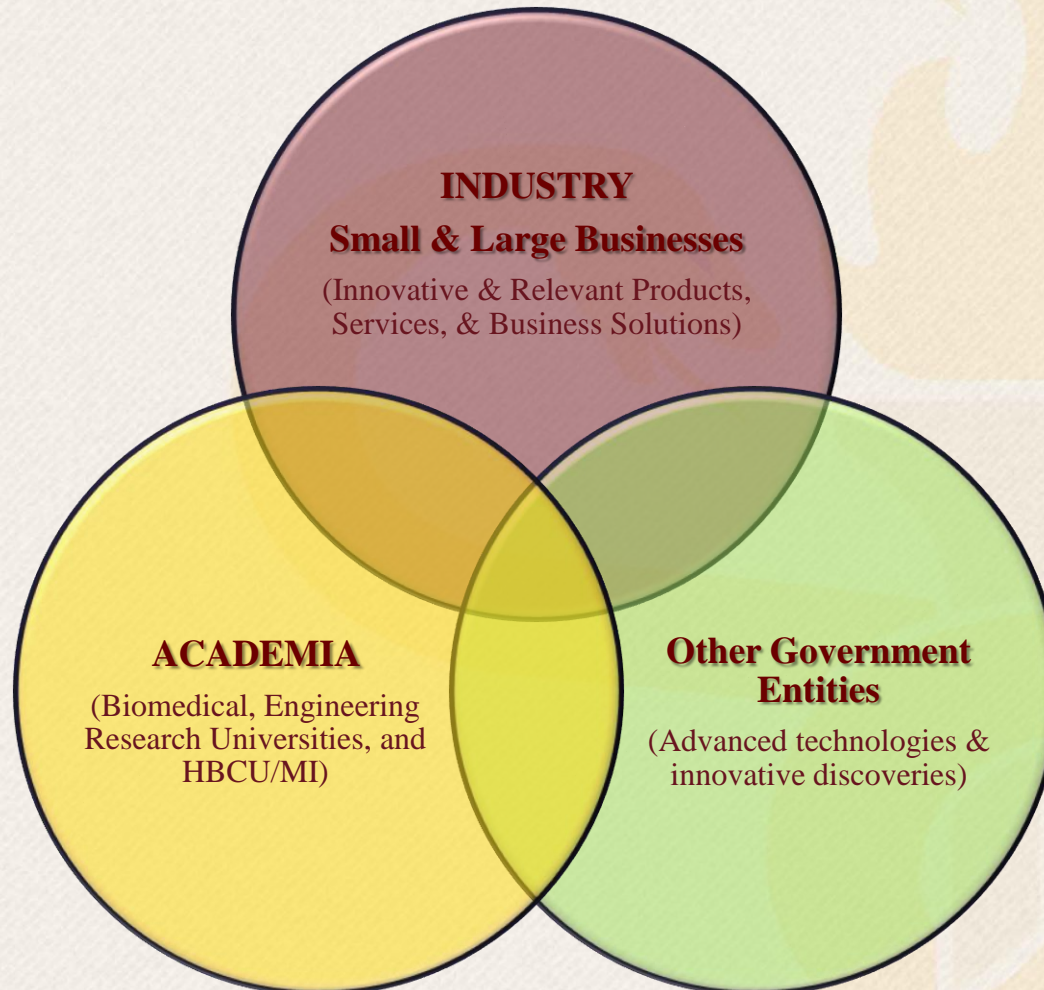 INDUSTRY
Small & Large Businesses
(Innovative & Relevant Products,
Services, & Business Solutions)
ACADEMIA
(Biomedical, Engineering
Research Universities, and
HBCU/MI)
Other Government
Entities
(Advanced technologies &
innovative discoveries)